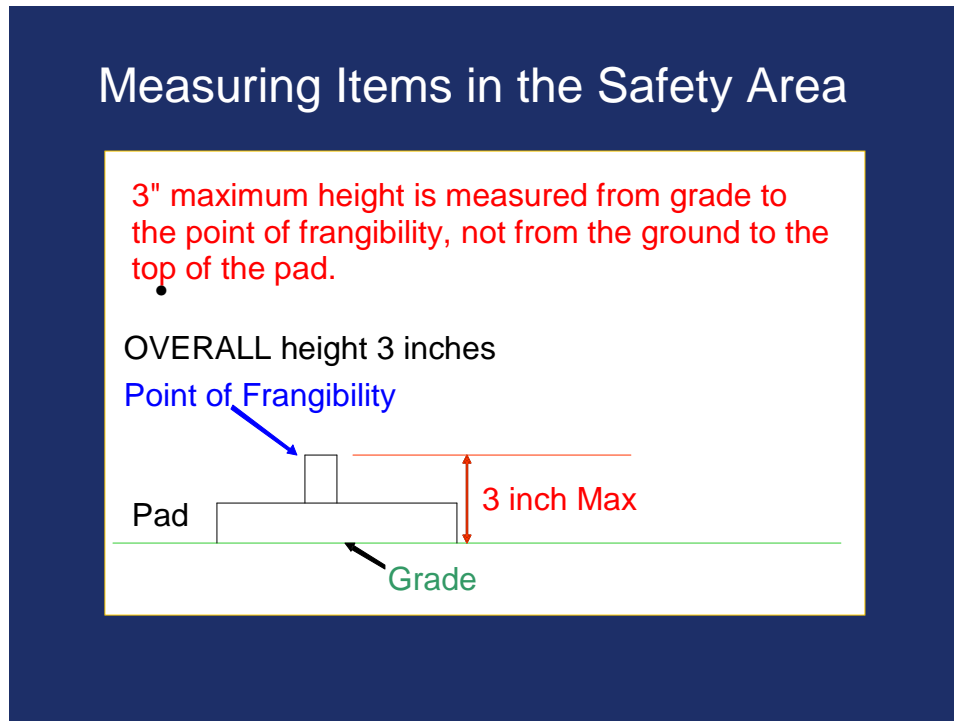 Measuring Items in the Safety Area
3" maximum height is measured from grade to
the point of frangibility, not from the ground to the
top of the pad.
•
OVERALL height 3 inches
Point of Frangibility
3 inch Max
Pad
Grade